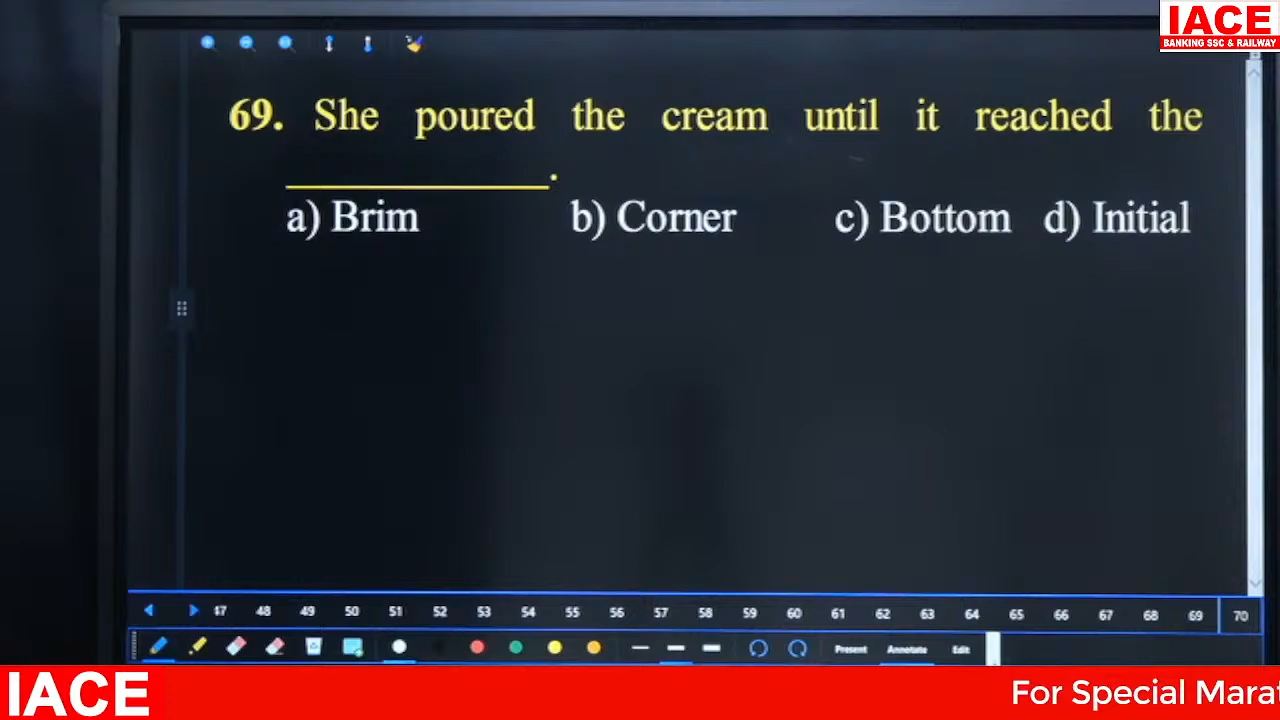 IACE
BANKING SSC & RAILWAY
69. She poured the cream until it reached the
____________.
a) Brim b) Corner c) Bottom d) Initial
47 48 49 50 51 52 53 54 55 56 57 58 59 60 61 62 63 64 65 66 67 68 69 70
Present Annotate Edit
IACE For Special Marat